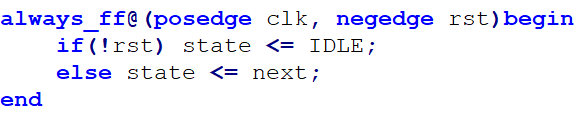 always_ff@(posedge clk, negedge rst)begin
    if(!rst) state <= IDLE;
    else state <= next;
end